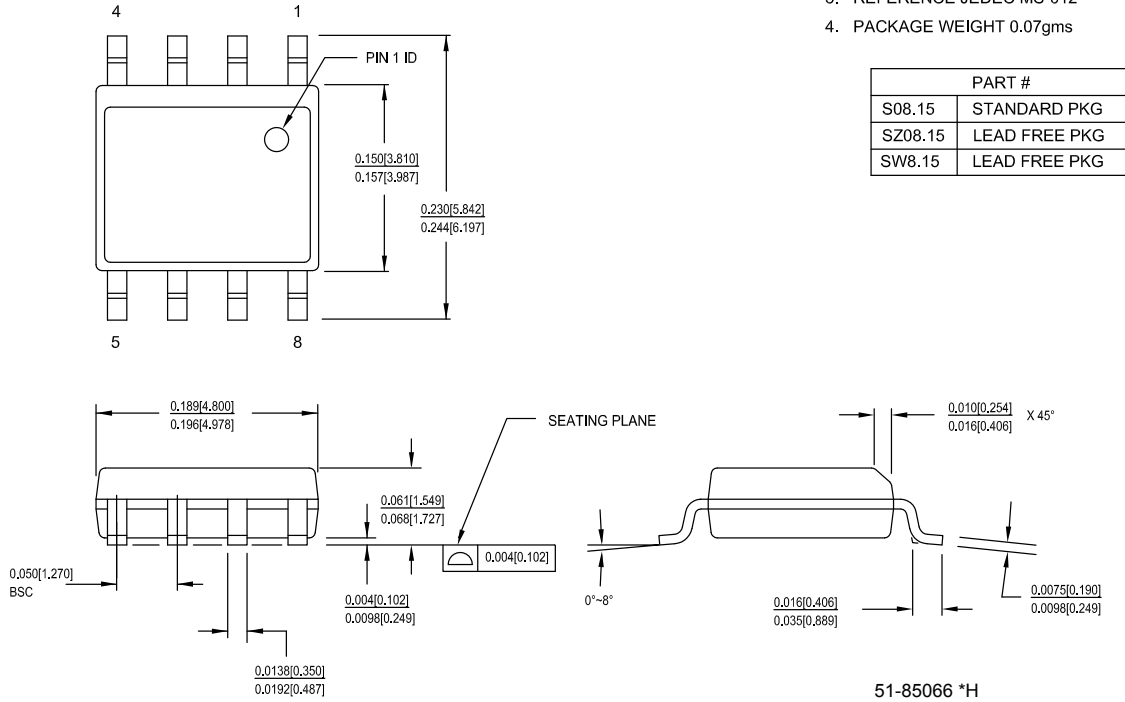 3. REFERENCE JEDEC MS-012
4. PACKAGE WEIGHT 0.07gms
PART #
S08.15 STANDARD PKG
SZ08.15 LEAD FREE PKG
SW8.15 LEAD FREE PKG
4 1
PIN 1 ID
0.150[3.810]
0.157[3.987]
0.230[5.842]
0.244[6.197]
5 8
0.189[4.800]
0.196[4.978]
SEATING PLANE
0.010[0.254]
0.016[0.406]
X 45°
0.061[1.549]
0.068[1.727]
0.004[0.102]
0.050[1.270]
BSC
0.004[0.102]
0.0098[0.249]
0°~8°
0.016[0.406]
0.035[0.889]
0.0075[0.190]
0.0098[0.249]
0.0138[0.350]
0.0192[0.487]
51-85066 *H